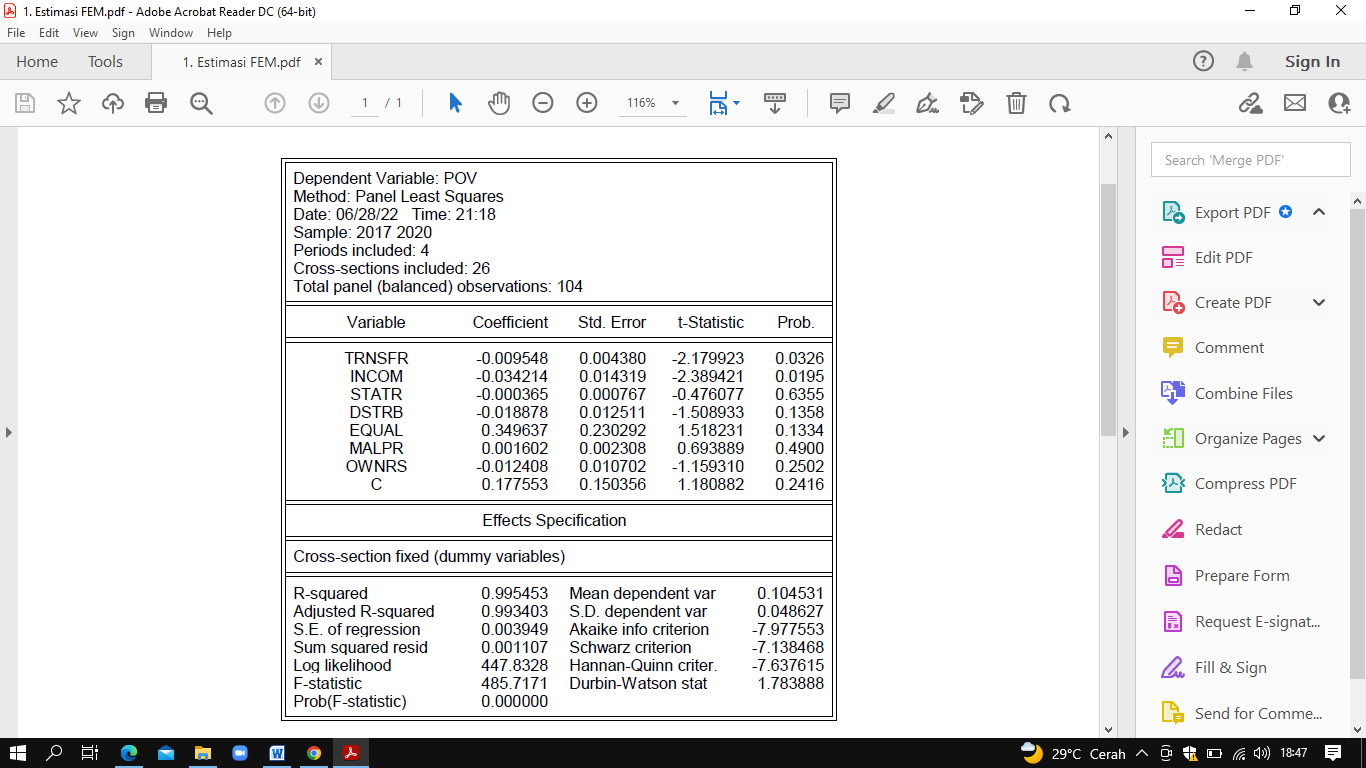 1. Estimasi FEM.pdf - Adobe Acrobat Reader DC (64-bit)
File Edit View Sign Window Help
Home Tools 1. Estimasi FEM.pdf × Sign In
1 / 1 116%
Dependent Variable: POV
Method: Panel Least Squares
Date: 06/28/22 Time: 21:18
Sample: 2017 2020
Periods included: 4
Cross-sections included: 26
Total panel (balanced) observations: 104
Variable Coefficient Std. Error t-Statistic Prob.
TRNSFR -0.009548 0.004380 -2.179923 0.0326
INCOM -0.034214 0.014319 -2.389421 0.0195
STATR -0.000365 0.000767 -0.476077 0.6355
DSTRB -0.018878 0.012511 -1.508933 0.1358
EQUAL 0.349637 0.230292 1.518231 0.1334
MALPR 0.001602 0.002308 0.693889 0.4900
OWNRS -0.012408 0.010702 -1.159310 0.2502
C 0.177553 0.150356 1.180882 0.2416
Effects Specification
Cross-section fixed (dummy variables)
R-squared 0.995453 Mean dependent var 0.104531
Adjusted R-squared 0.993403 S.D. dependent var 0.048627
S.E. of regression 0.003949 Akaike info criterion -7.977553
Sum squared resid 0.001107 Schwarz criterion -7.138468
Log likelihood 447.8328 Hannan-Quinn criter. -7.637615
F-statistic 485.7171 Durbin-Watson stat 1.783888
Prob(F-statistic) 0.000000
Search 'Merge PDF'
Export PDF
Edit PDF
Create PDF
Comment
Combine Files
Organize Pages
Compress PDF
Redact
Prepare Form
Request E-signat...
Fill & Sign
Send for Comme...
29°C Cerah 18:47